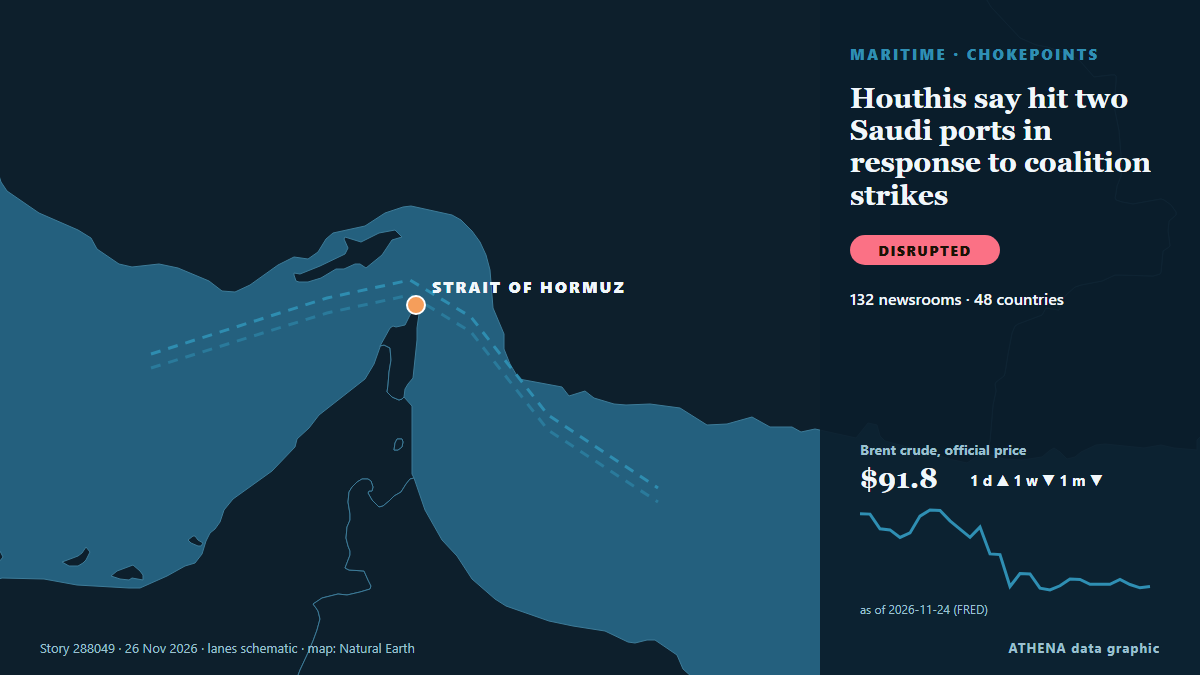 MARITIME · CHOKEPOINTS
Houthis say hit two
Saudi ports in
response to coalition
strikes
DISRUPTED
132 newsrooms · 48 countries
STRAIT OF HORMUZ
Brent crude, official price
$91.8 1 d ▲ 1 w ▼ 1 m ▼
as of 2026-11-24 (FRED)
Story 288049 · 26 Nov 2026 · lanes schematic · map: Natural Earth
ATHENA data graphic